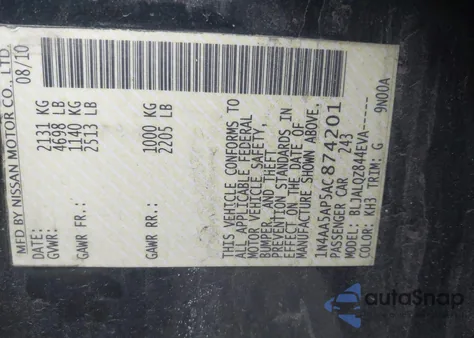 MFD BY NISSAN MOTOR CO., LTD.
DATE: 08/10
GVWR: 2131 KG
4698 LB
GAWR FR: 1140 KG
2513 LB
GAWR RR: 1000 KG
2205 LB
THIS VEHICLE CONFORMS TO
ALL APPLICABLE FEDERAL
MOTOR VEHICLE SAFETY,
BUMPER, AND THEFT
PREVENTION STANDARDS IN
EFFECT ON THE DATE OF
MANUFACTURE SHOWN ABOVE.
1N4AA5AP5AC874201
PASSENGER CAR 243
MODEL: BLJALQZ844EVA-----
COLOR: KH3 TRIM: G 9N00A
autosnap